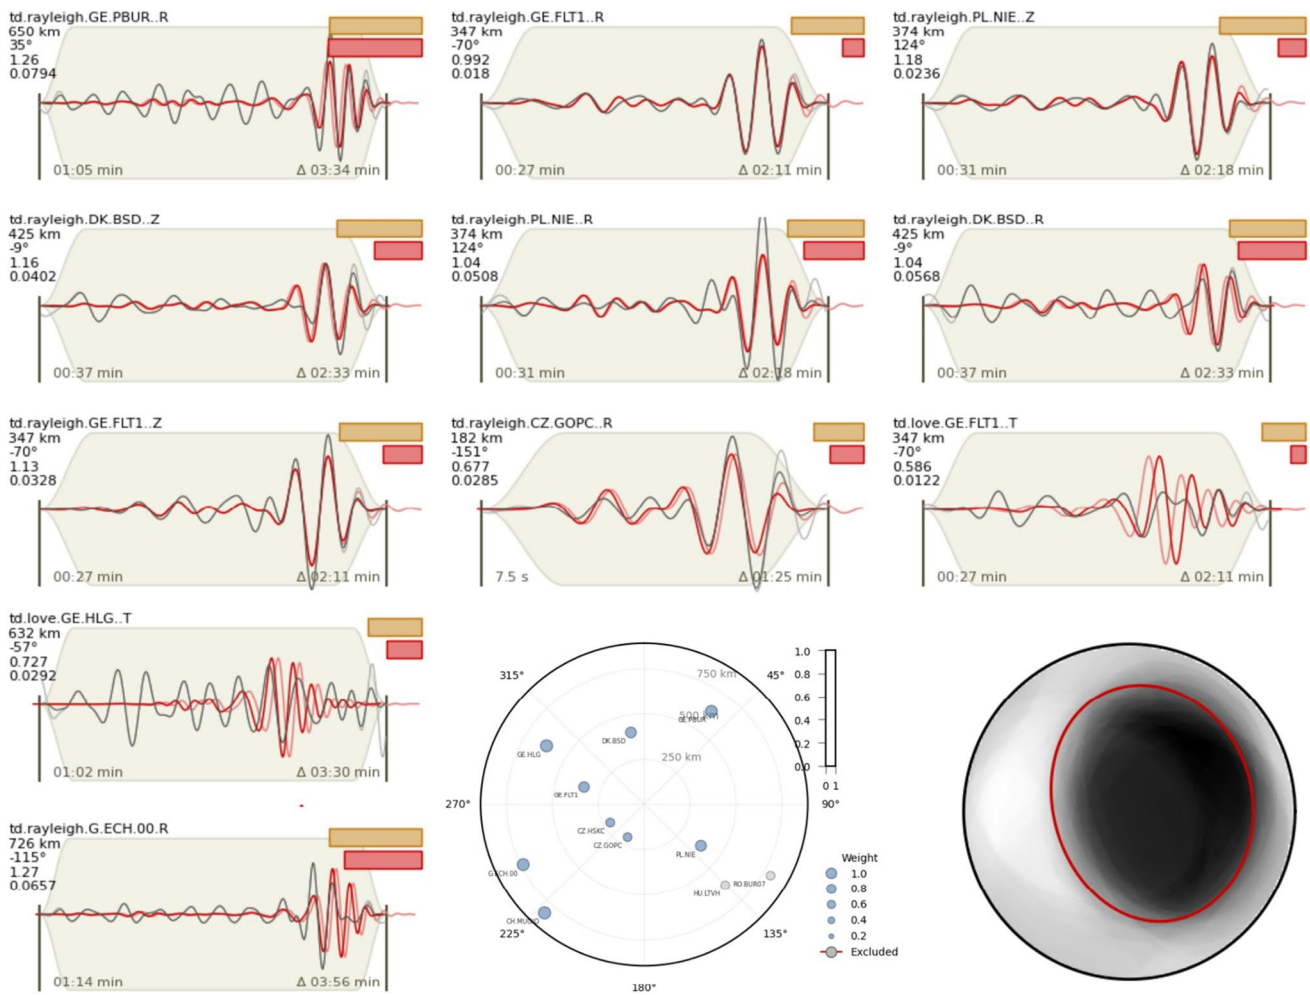 td.rayleigh.GE.PBUR..R
650 km
35°
1.26
0.0794
01:05 min
Δ 03:34 min
td.rayleigh.GE.FLT1..R
347 km
-70°
0.992
0.018
00:27 min
Δ 02:11 min
td.rayleigh.PL.NIE..Z
374 km
124°
1.18
0.0236
00:31 min
Δ 02:18 min
td.rayleigh.DK.BSD..Z
425 km
-9°
1.16
0.0402
00:37 min
Δ 02:33 min
td.rayleigh.PL.NIE..R
374 km
124°
1.04
0.0508
00:31 min
Δ 02:18 min
td.rayleigh.DK.BSD..R
425 km
-9°
1.16
0.0568
00:37 min
Δ 02:33 min
td.rayleigh.GE.FLT1..Z
347 km
-70°
1.13
0.0328
00:27 min
Δ 02:11 min
td.rayleigh.CZ.GOPC..R
182 km
-151°
0.677
0.0285
7.5 s
Δ 01:25 min
td.love.GE.FLT1..T
347 km
-70°
0.586
0.0122
00:27 min
Δ 02:11 min
td.love.GE.HLG..T
632 km
-57°
0.727
0.0292
01:02 min
Δ 03:30 min
td.rayleigh.G.ECH.00.R
726 km
-115°
1.27
0.0657
01:14 min
Δ 03:56 min
315°
750 km
45°
500 km
GE.PBUR
DK.BSD
GE.HLG
250 km
GE.FLT1
270°
90°
CZ.HSKC
CZ.GOPC
PL.NIE
G.ECH.00
HU.LTVH
RO.BUR07
225°
135°
180°
1.0
0.8
0.6
0.4
0.2
0.0
0 1
Weight
1.0
0.8
0.6
0.4
0.2
Excluded